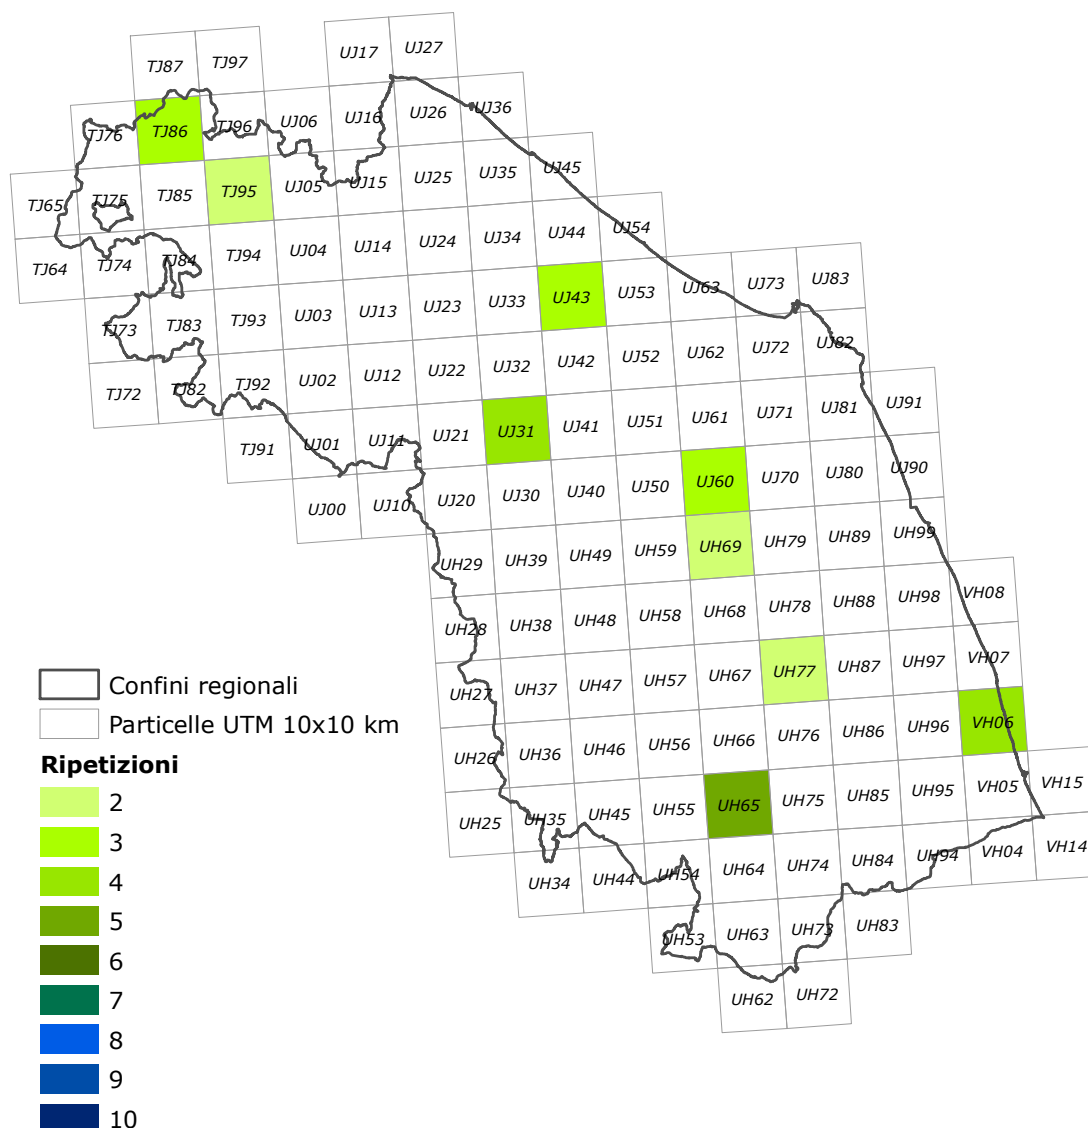 TJ87 TJ97 UJ17 UJ27
TJ76 TJ86 TJ96 UJ06 UJ16 UJ26 UJ36
TJ65 TJ75 TJ85 TJ95 UJ05 UJ15 UJ25 UJ35 UJ45
TJ64 TJ74 TJ84 TJ94 UJ04 UJ14 UJ24 UJ34 UJ44 UJ54
TJ73 TJ83 TJ93 UJ03 UJ13 UJ23 UJ33 UJ43 UJ53 UJ63 UJ73 UJ83
TJ72 TJ82 TJ92 UJ02 UJ12 UJ22 UJ32 UJ42 UJ52 UJ62 UJ72 UJ82
TJ91 UJ01 UJ11 UJ21 UJ31 UJ41 UJ51 UJ61 UJ71 UJ81 UJ91
UJ00 UJ10 UJ20 UJ30 UJ40 UJ50 UJ60 UJ70 UJ80 UJ90
UH29 UH39 UH49 UH59 UH69 UH79 UH89 UH99
UH28 UH38 UH48 UH58 UH68 UH78 UH88 UH98 VH08
UH27 UH37 UH47 UH57 UH67 UH77 UH87 UH97 VH07
UH26 UH36 UH46 UH56 UH66 UH76 UH86 UH96 VH06
UH25 UH35 UH45 UH55 UH65 UH75 UH85 UH95 VH05 VH15
UH34 UH44 UH54 UH64 UH74 UH84 UH94 VH04 VH14
UH53 UH63 UH73 UH83
UH62 UH72
Confini regionali
Particelle UTM 10x10 km
Ripetizioni
2
3
4
5
6
7
8
9
10